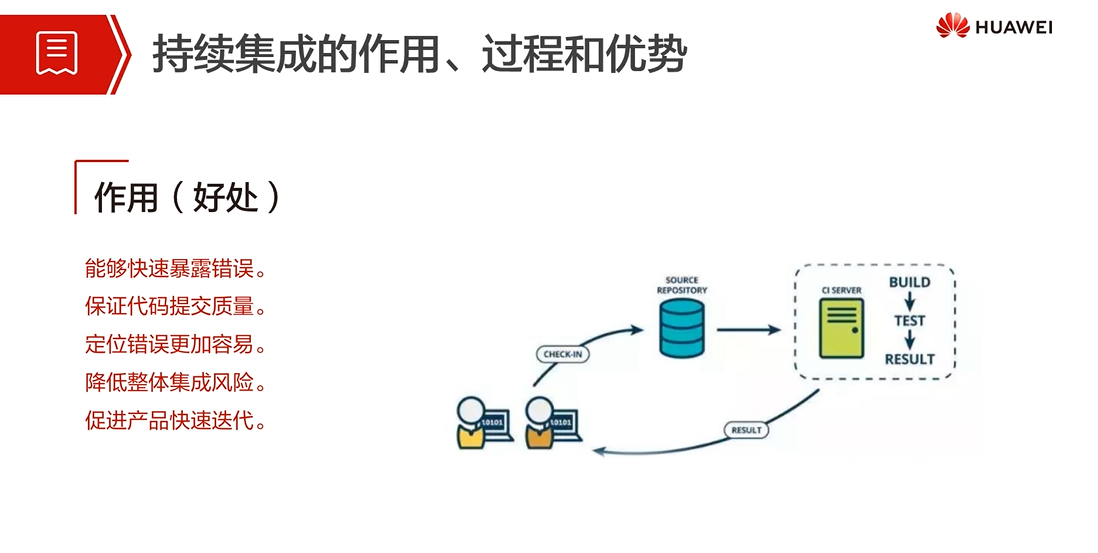 持续集成的作用、过程和优势
HUAWEI
作用（好处）
能够快速暴露错误。
保证代码提交质量。
定位错误更加容易。
降低整体集成风险。
促进产品快速迭代。
SOURCE
REPOSITORY
CI SERVER
BUILD
TEST
RESULT
CHECK-IN
10101
10101
RESULT